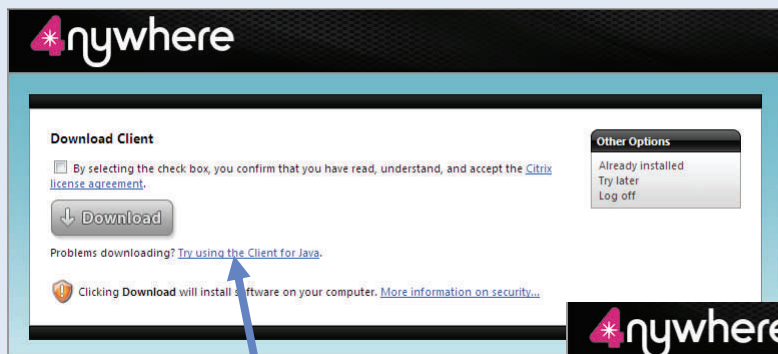 4nywhere
Download Client
By selecting the check box, you confirm that you have read, understand, and accept the Citrix
license agreement.
Download
Problems downloading? Try using the Client for Java.
Clicking Download will install software on your computer. More information on security...
Other Options
Already installed
Try later
Log off
4nywhere